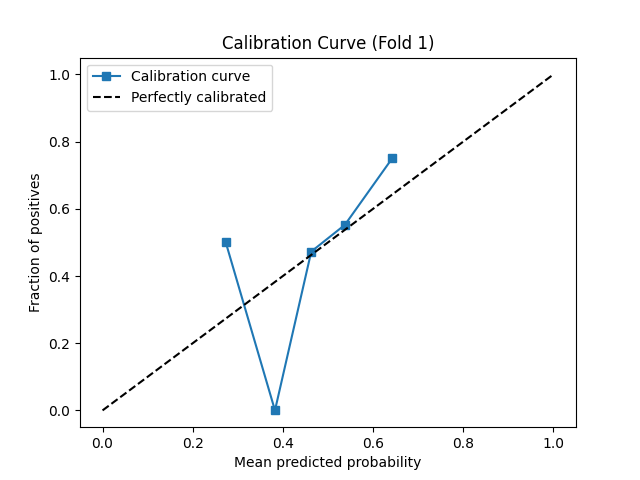 Calibration Curve (Fold 1)
Calibration curve
Perfectly calibrated
1.0
0.8
0.6
0.4
0.2
0.0
Fraction of positives
0.0 0.2 0.4 0.6 0.8 1.0
Mean predicted probability